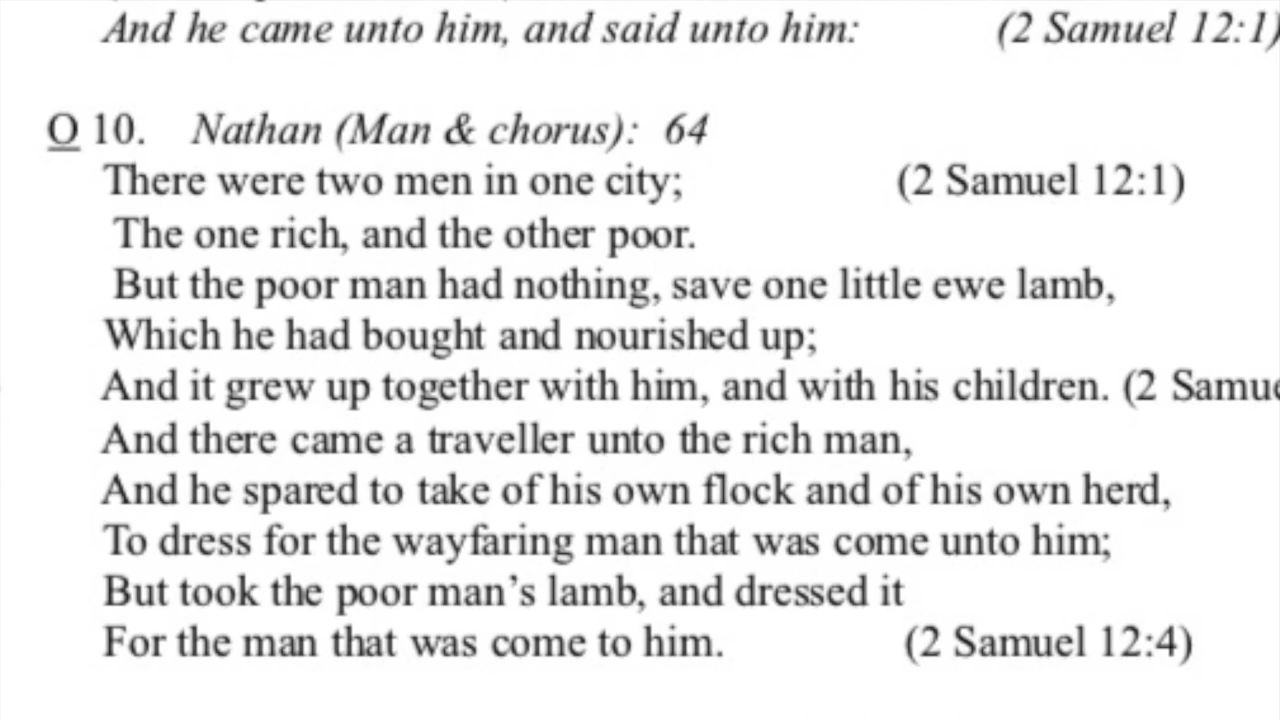 And he came unto him, and said unto him: (2 Samuel 12:1)
O 10. Nathan (Man & chorus): 64
There were two men in one city; (2 Samuel 12:1)
The one rich, and the other poor.
But the poor man had nothing, save one little ewe lamb,
Which he had bought and nourished up;
And it grew up together with him, and with his children. (2
And there came a traveller unto the rich man,
And he spared to take of his own flock and of his own herd,
To dress for the wayfaring man that was come unto him;
But took the poor man’s lamb, and dressed it
For the man that was come to him. (2 Samuel 12:4)